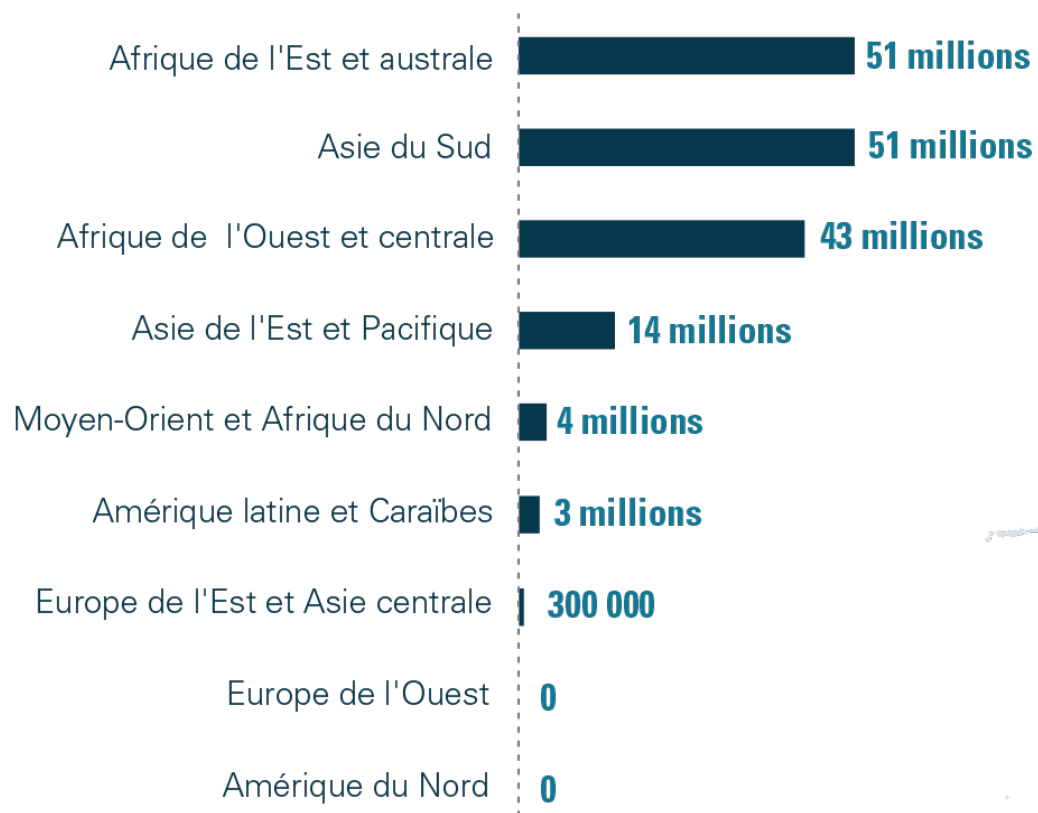 Afrique de l'Est et australe 51 millions
Asie du Sud 51 millions
Afrique de l'Ouest et centrale 43 millions
Asie de l'Est et Pacifique 14 millions
Moyen-Orient et Afrique du Nord 4 millions
Amérique latine et Caraïbes 3 millions
Europe de l'Est et Asie centrale 300 000
Europe de l'Ouest 0
Amérique du Nord 0